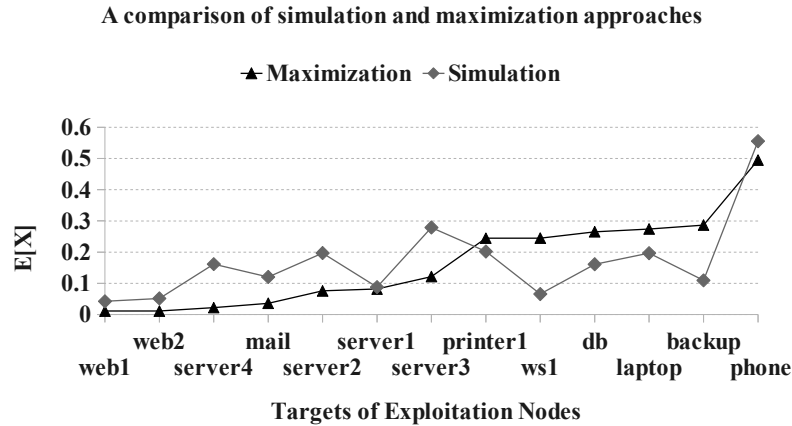 A comparison of simulation and maximization approaches
Maximization Simulation
0.6
0.5
0.4
0.3
0.2
0.1
0
E[X]
web2 mail server1 printer1 db backup
web1 server4 server2 server3 ws1 laptop phone
Targets of Exploitation Nodes